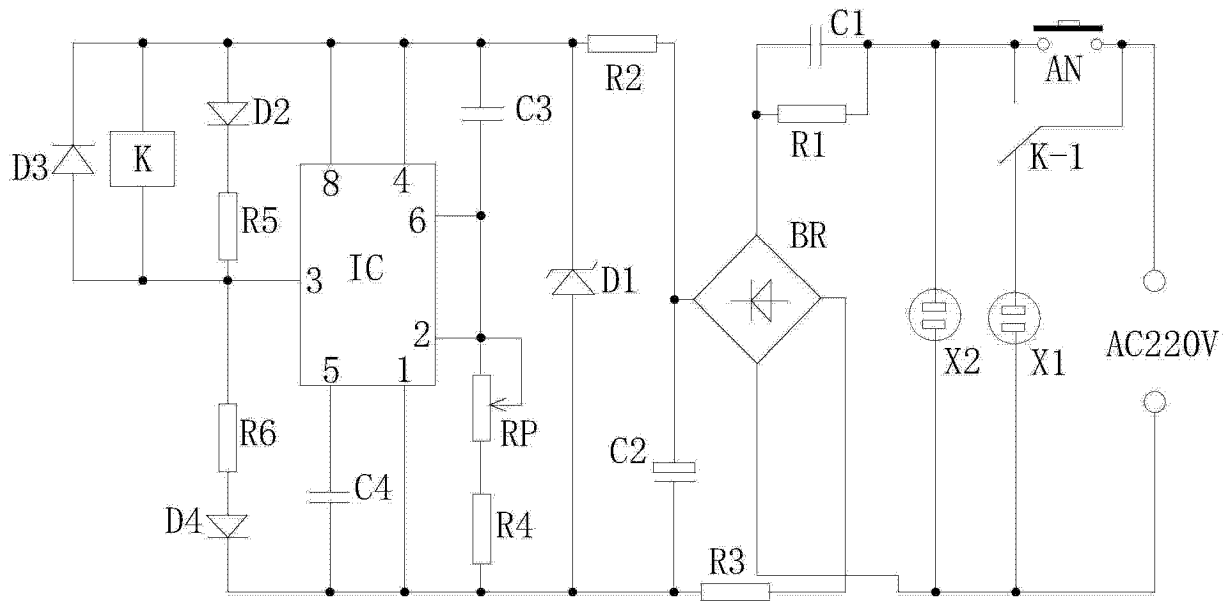 C1
AN
R2
D2
C3
R1
K-1
D3
K
8
4
R5
6
BR
3
IC
D1
AC220V
2
X2
X1
5
1
RP
R6
C2
C4
D4
R4
R3